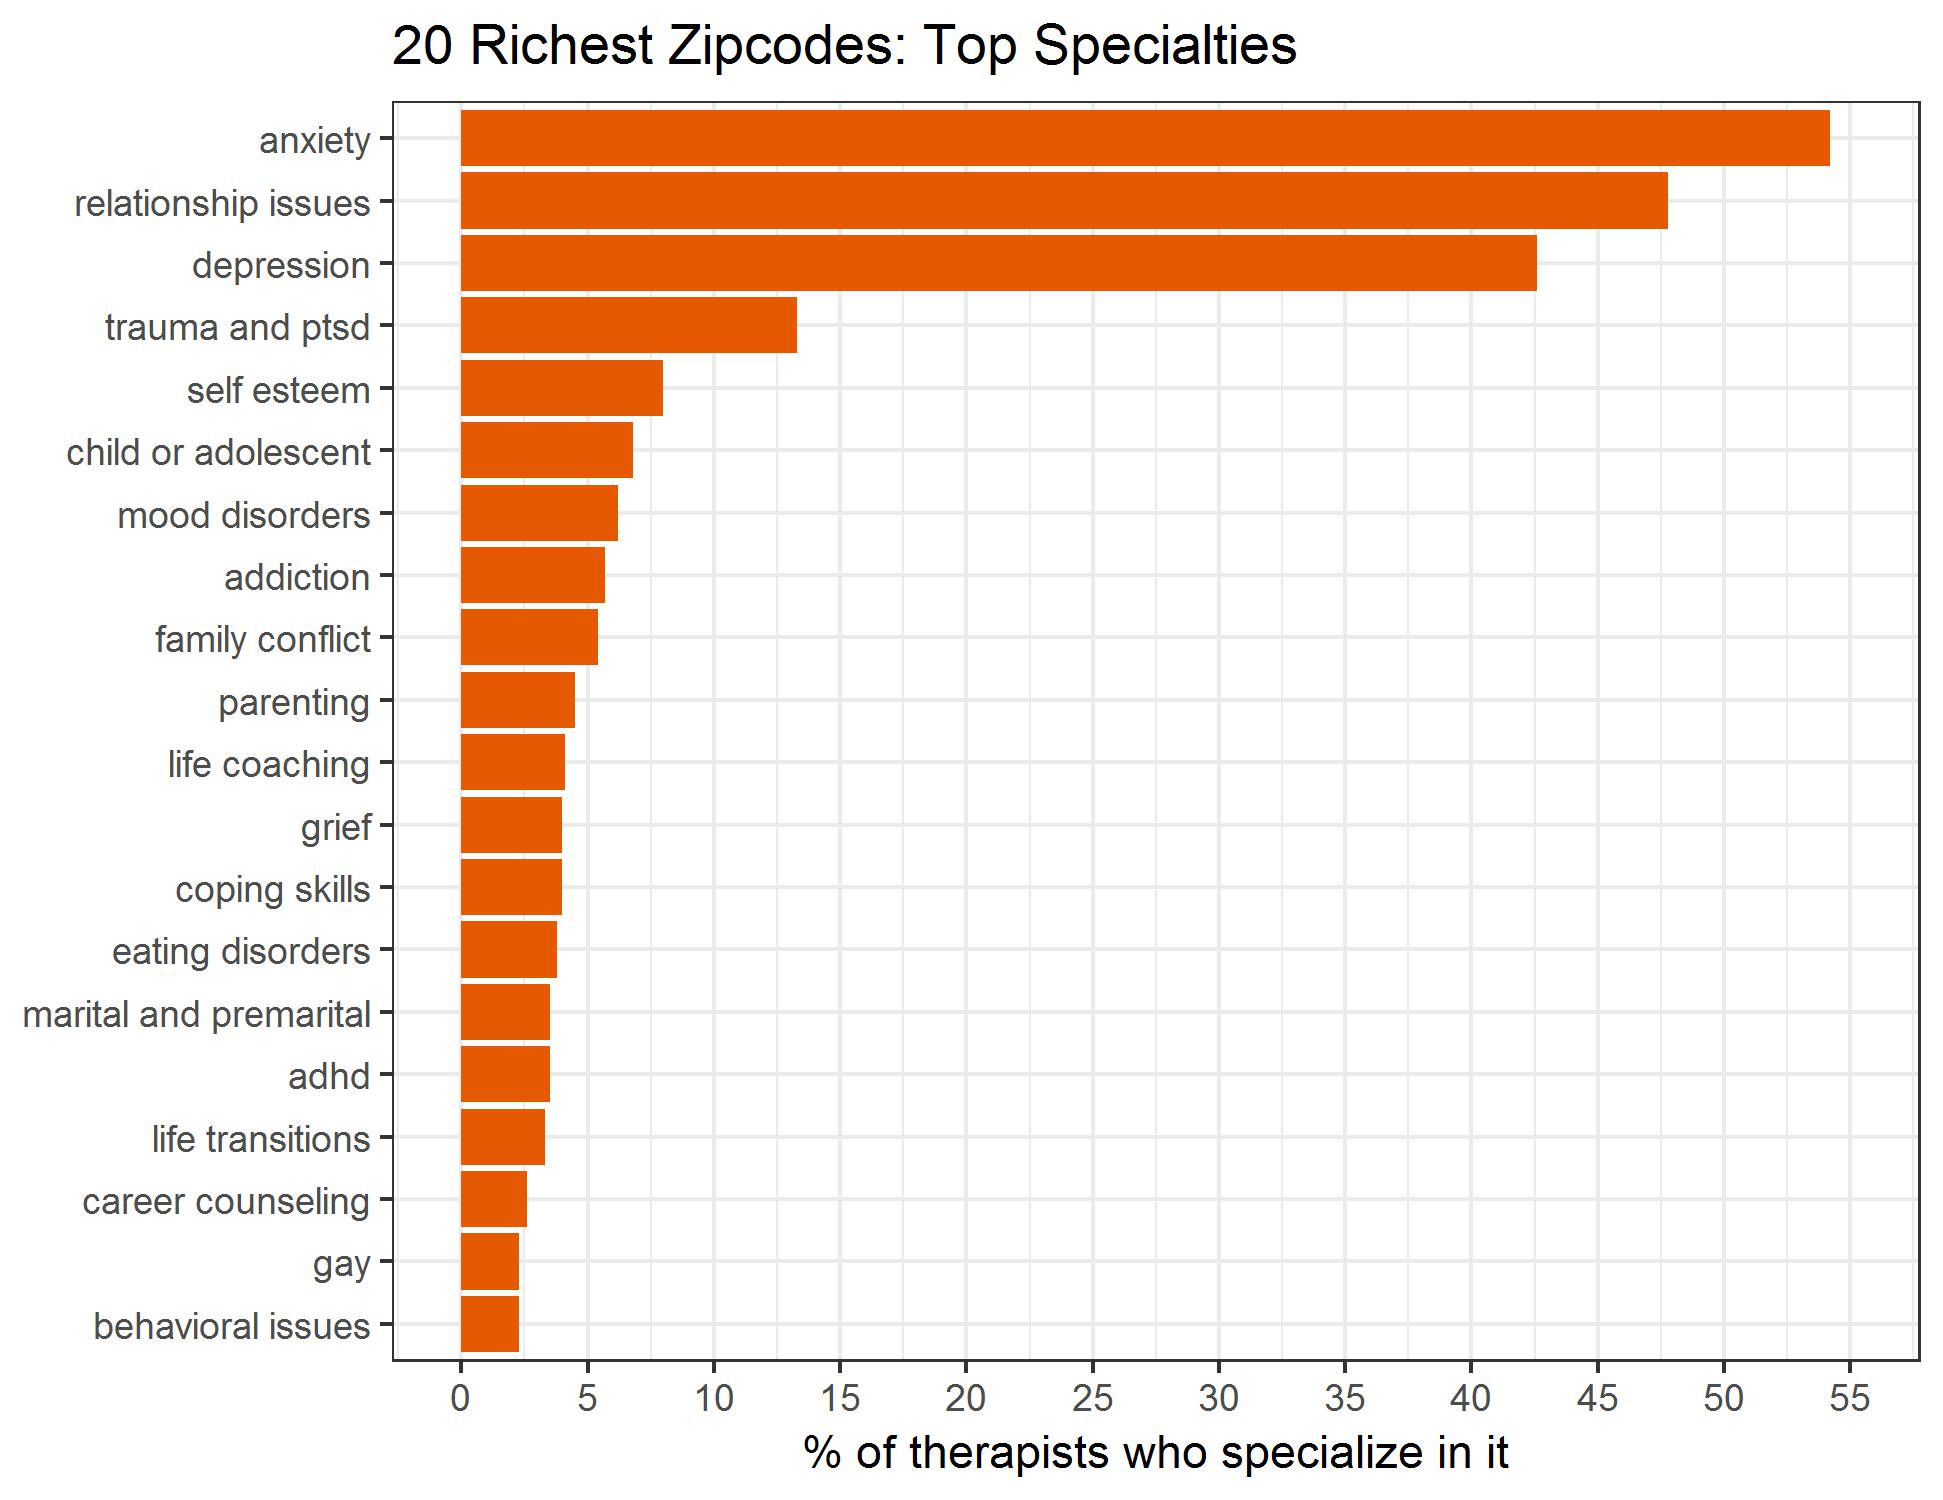 20 Richest Zipcodes: Top Specialties
anxiety
relationship issues
depression
trauma and ptsd
self esteem
child or adolescent
mood disorders
addiction
family conflict
parenting
life coaching
grief
coping skills
eating disorders
marital and premarital
adhd
life transitions
career counseling
gay
behavioral issues
0 5 10 15 20 25 30 35 40 45 50 55
% of therapists who specialize in it